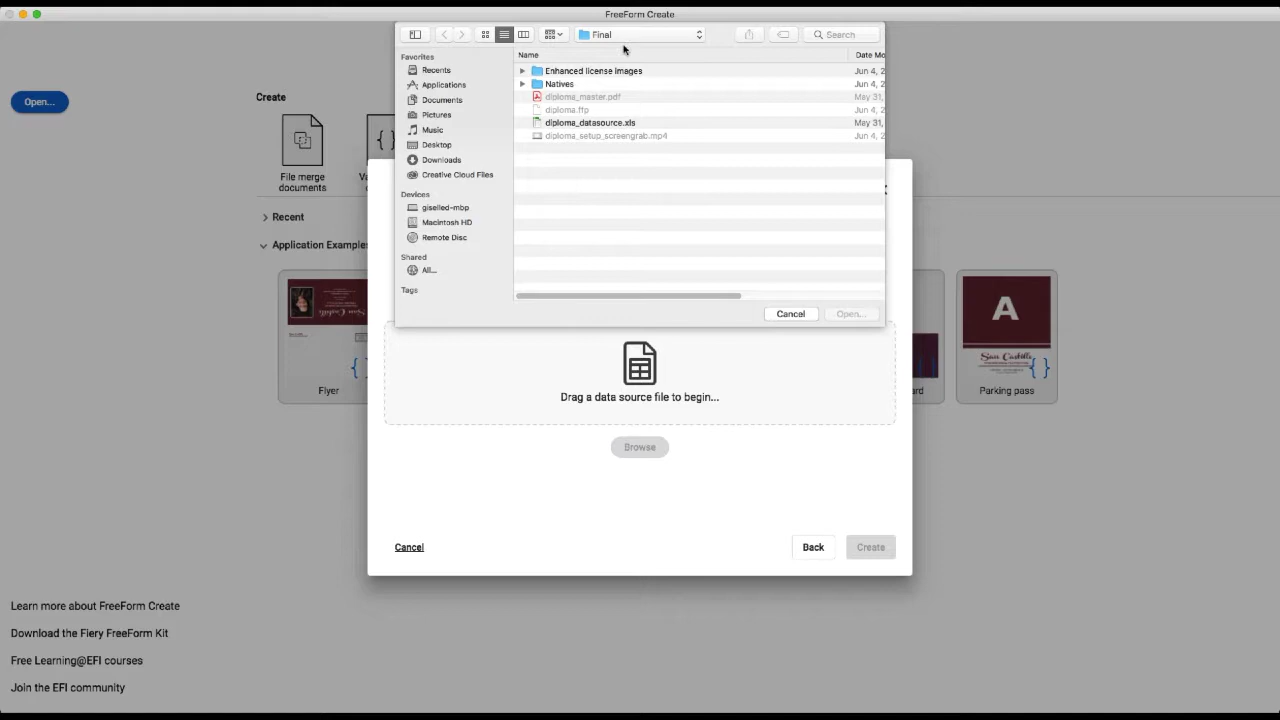 FreeForm Create
Final
Search
Open...
Create
File merge
documents
Recent
Application Examples
Favorites
Recents
Applications
Documents
Pictures
Music
Desktop
Downloads
Creative Cloud Files
Devices
giselled-mbp
Macintosh HD
Remote Disc
Shared
All...
Tags
Name
Date Mo
Enhanced license images
Jun 4, 2
Natives
Jun 4, 2
diploma_master.pdf
May 31,
diploma.ffp
Jun 4, 2
diploma_datasource.xls
May 31,
diploma_setup_screengrab.mp4
Jun 4, 2
Cancel
Open...
Flyer
A
Sam Castillo
Parking pass
Drag a data source file to begin...
Browse
Cancel
Back
Create
Learn more about FreeForm Create
Download the Fiery FreeForm Kit
Free Learning@EFI courses
Join the EFI community